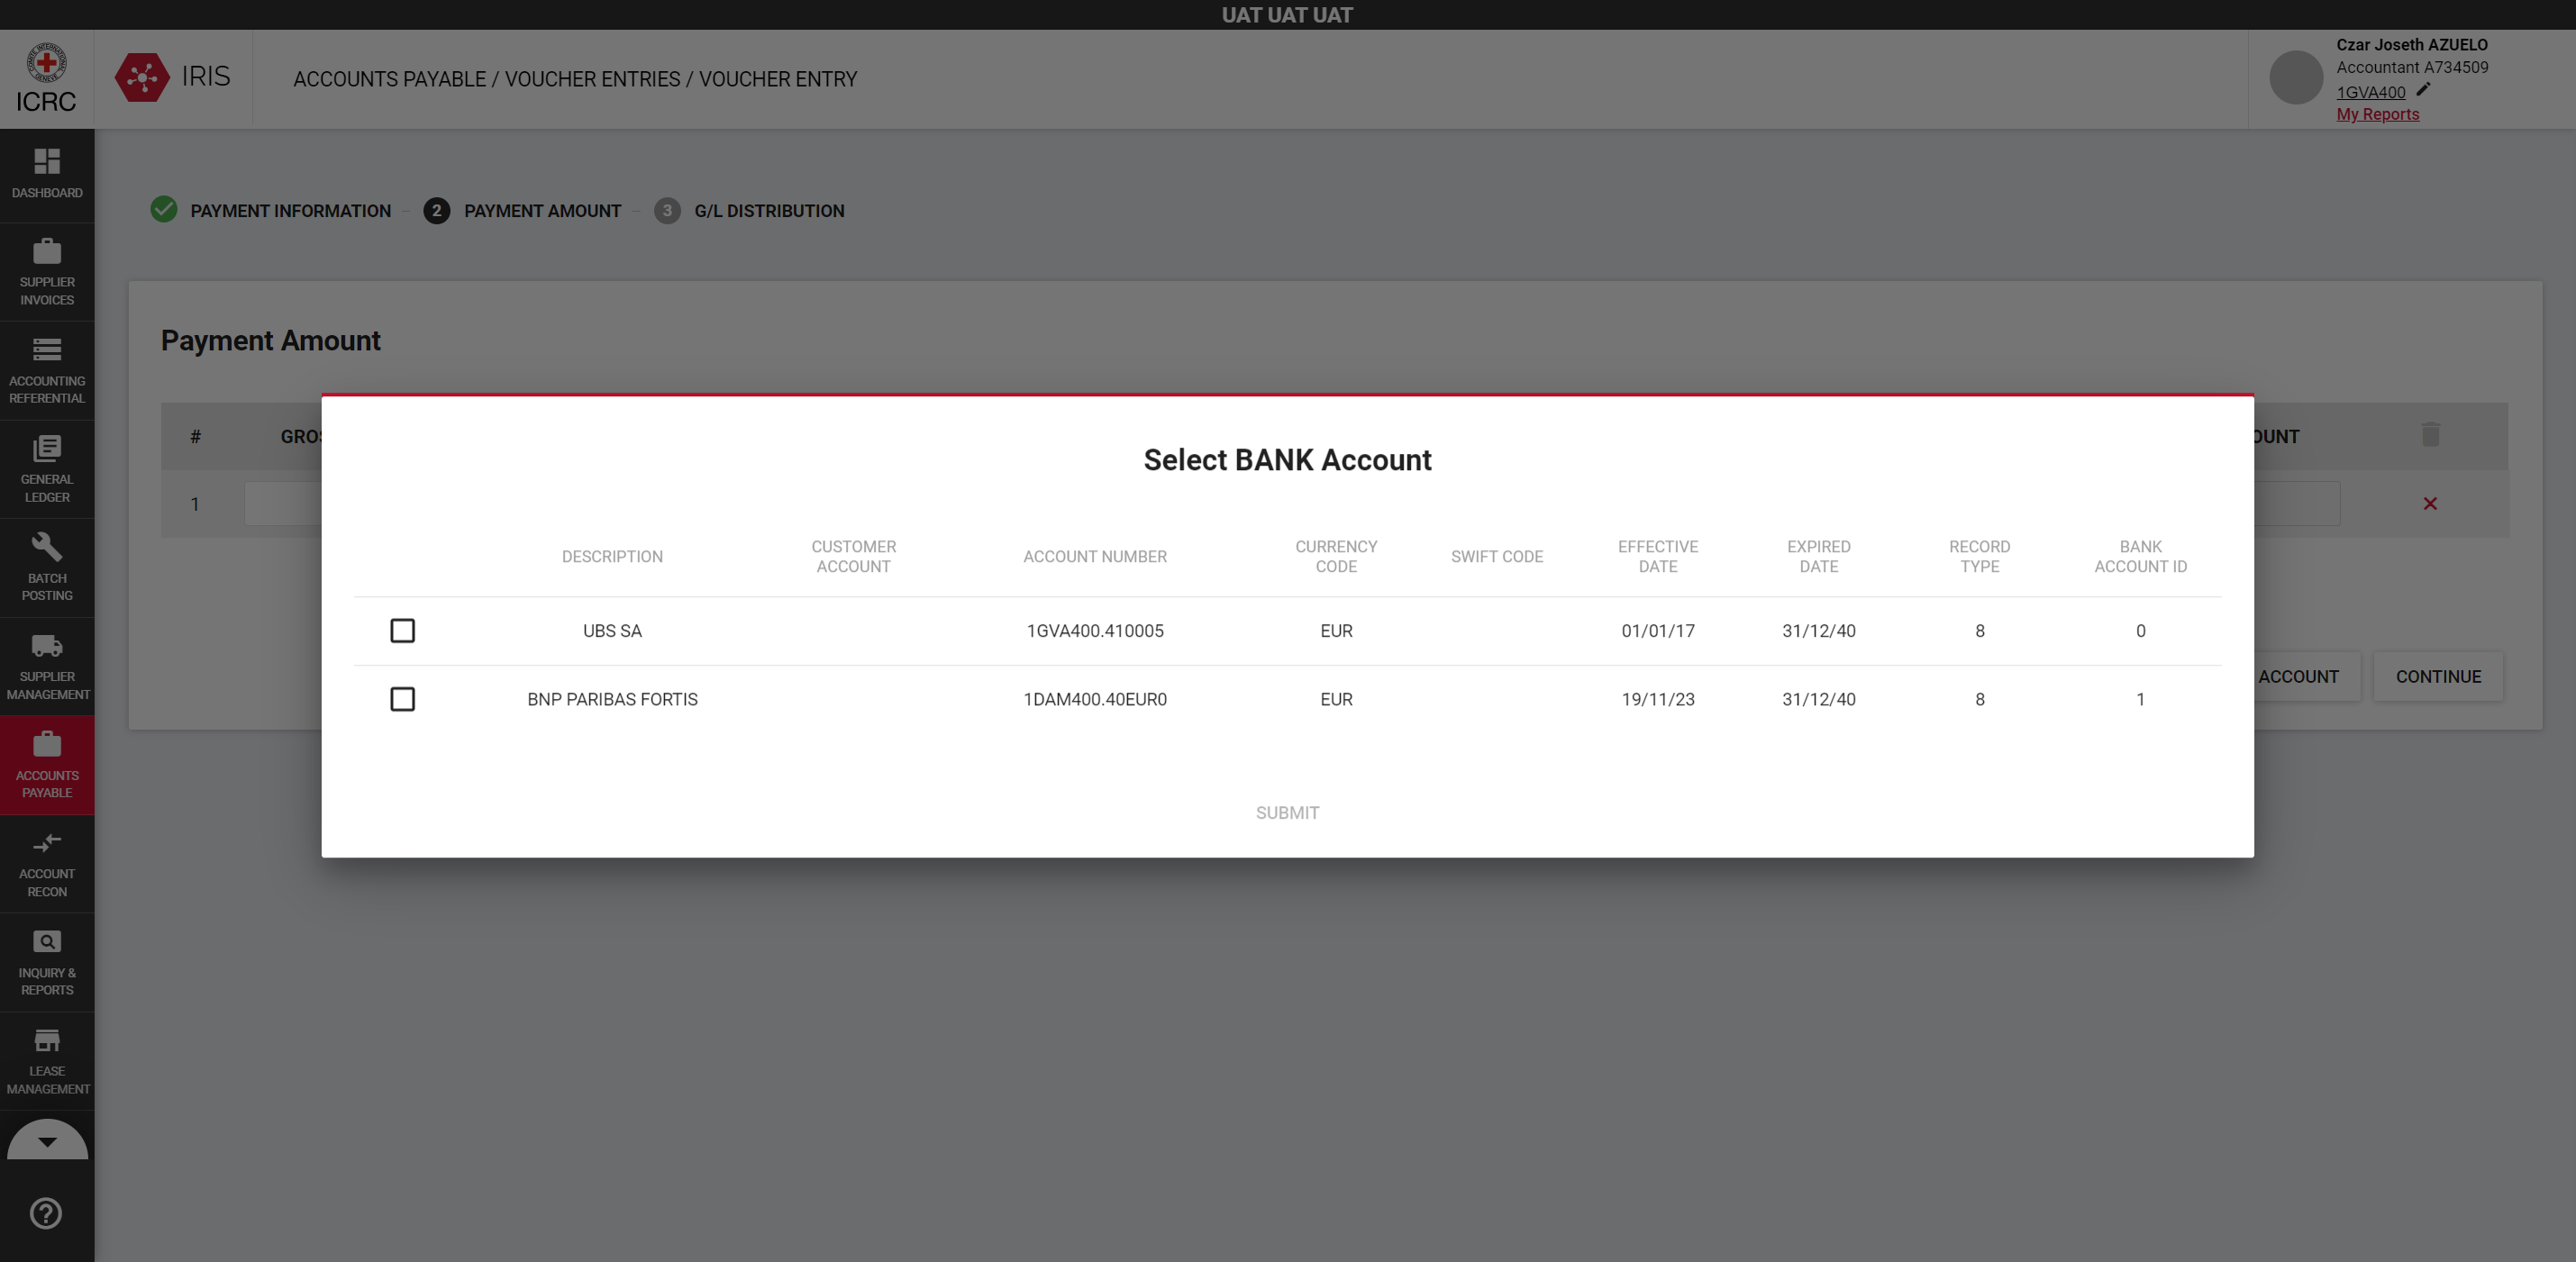 UAT UAT UAT
ICRC
IRIS
ACCOUNTS PAYABLE / VOUCHER ENTRIES / VOUCHER ENTRY
Czar Joseth AZUELO
Accountant A734509
1GVA400
My Reports
DASHBOARD
SUPPLIER
INVOICES
ACCOUNTING
REFERENTIAL
GENERAL
LEDGER
BATCH
POSTING
SUPPLIER
MANAGEMENT
ACCOUNTS
PAYABLE
ACCOUNT
RECON
INQUIRY &
REPORTS
LEASE
MANAGEMENT
PAYMENT INFORMATION 2 PAYMENT AMOUNT 3 G/L DISTRIBUTION
Payment Amount
#
1
Select BANK Account
DESCRIPTION CUSTOMER ACCOUNT ACCOUNT NUMBER CURRENCY CODE SWIFT CODE EFFECTIVE DATE EXPIRED DATE RECORD TYPE BANK ACCOUNT ID
UBS SA 1GVA400.410005 EUR 01/01/17 31/12/40 8 0
BNP PARIBAS FORTIS 1DAM400.40EUR0 EUR 19/11/23 31/12/40 8 1
SUBMIT
ACCOUNT
CONTINUE